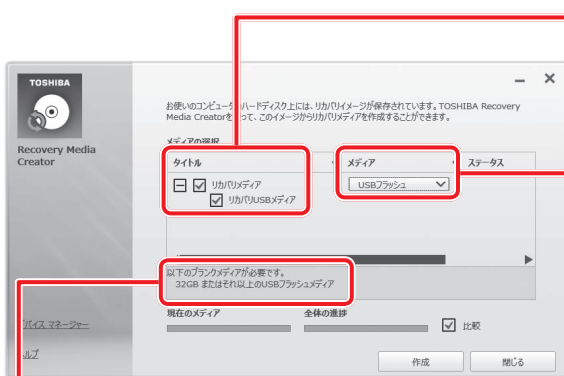 TOSHIBA
Recovery Media
Creator
お使いのコンピュータのハードディスク上には、リカバリイメージが保存されています。TOSHIBA Recovery
Media Creatorを使って、このイメージからリカバリメディアを作成することができます。
メディアの選択
タイトル メディア ステータス
リカバリメディア USBフラッシュ
リカバリUSBメディア
以下のブランクメディアが必要です。
32GB またはそれ以上のUSBフラッシュメディア
現在のメディア 全体の進捗
比較
デバイス マネージャー
ヘルプ
作成 閉じる